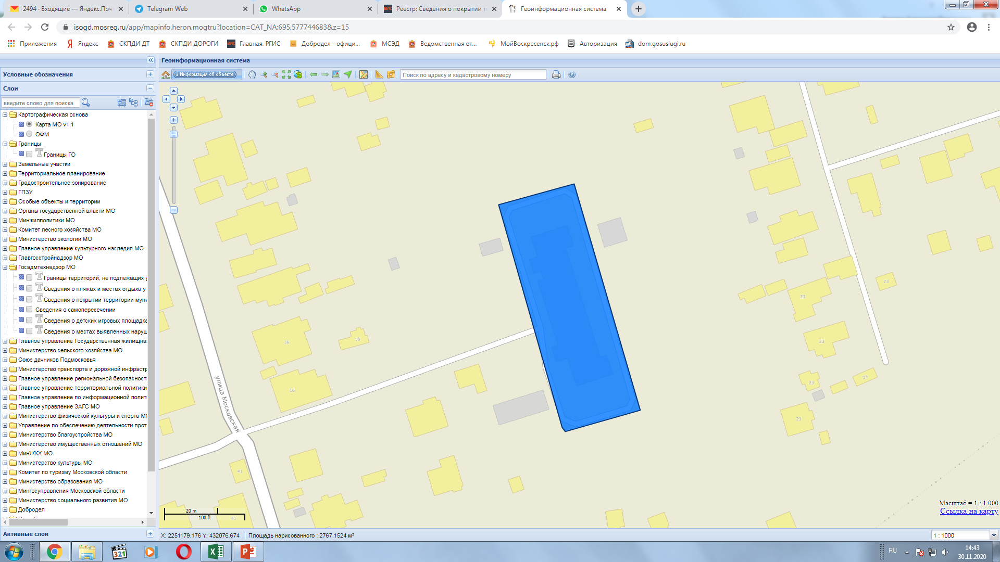 2494 · Входящие — Яндекс.Поч
Telegram Web
WhatsApp
Реестр: Сведения о покрытии т
Геоинформационная система
isogd.mosreg.ru/app/mapinfo.heron.mogtru?location=CAT_NA:695,577744683&z=15
Приложения
Яндекс
СКПДИ ДТ
СКПДИ ДОРОГИ
ВИС Главная. РГИС
Добродел - офици...
МСЭД
Ведомственная от...
МойВоскресенск.рф
Авторизация
dom.gosuslugi.ru
Геоинформационная система
Условные обозначения
Информация об объекте
Поиск по адресу и кадастровому номеру
Слои
введите слово для поиска
Картографическая основа
Карта МО v1.1
ОФМ
Границы
Границы ГО
Земельные участки
Территориальное планирование
Градостроительное зонирование
ГПЗУ
Особые объекты и территории
Органы государственной власти МО
Минжилполитики МО
Комитет лесного хозяйства МО
Министерство экологии МО
Главное управление культурного наследия МО
Главгосстройнадзор МО
Госадмтехнадзор МО
Границы территорий, не подлежащих у
Сведения о пляжах и местах отдыха у
Сведения о покрытии территории муни
Сведения о самопересечении
Сведения о детских игровых площадка
Сведения о местах выявленных наруш
Главное управление Государственная жилищная
Министерство сельского хозяйства МО
Союз дачников Подмосковья
Министерство транспорта и дорожной инфрастр
Главное управление региональной безопасност
Главное управление территориальной политики
Главное управление по информационной полит
Главное управление ЗАГС МО
Министерство физической культуры и спорта МО
Управление по обеспечению деятельности прот
Министерство благоустройства МО
Министерство имущественных отношений МО
МинЖКХ МО
Министерство культуры МО
Комитет по туризму Московской области
Министерство образования МО
Мингосуправления Московской области
Министерство социального развития МО
Добродел
Активные слои
улица Московская
16
16
16
41
41
23
23
23
23
23
23
20 m
100 ft
Масштаб = 1 : 1 000
Ссылка на карту
X: 2251179.176 Y: 432076.674
Площадь нарисованного : 2767.1524 м²
1 : 1000
321
RU
14:43
30.11.2020